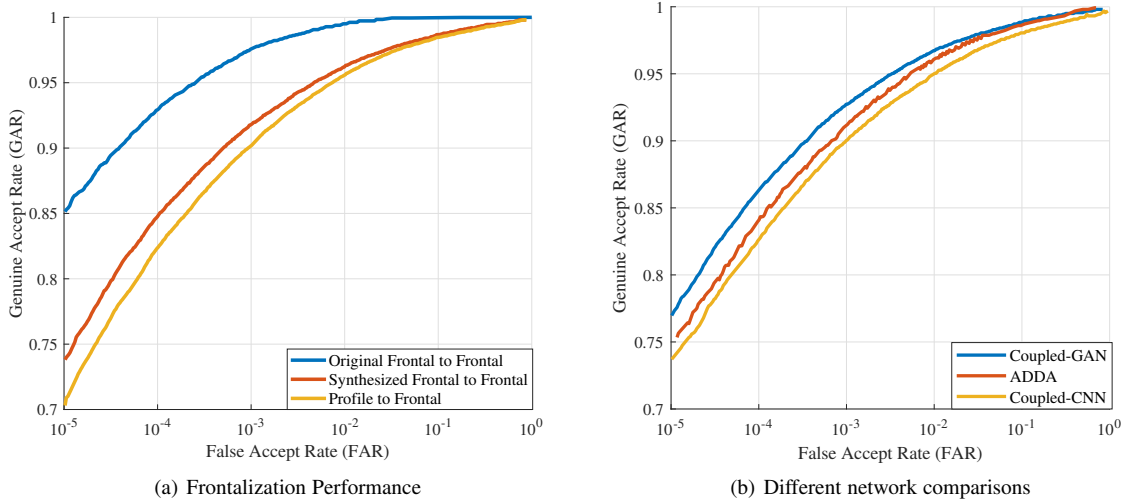 1
0.95
0.9
0.85
0.8
0.75
0.7
Genuine Accept Rate (GAR)
Original Frontal to Frontal
Synthesized Frontal to Frontal
Profile to Frontal
10^-5 10^-4 10^-3 10^-2 10^-1 10^0
False Accept Rate (FAR)
(a) Frontalization Performance
1
0.95
0.9
0.85
0.8
0.75
0.7
Genuine Accept Rate (GAR)
Coupled-GAN
ADDA
Coupled-CNN
10^-5 10^-4 10^-3 10^-2 10^-1 10^0
False Accept Rate (FAR)
(b) Different network comparisons